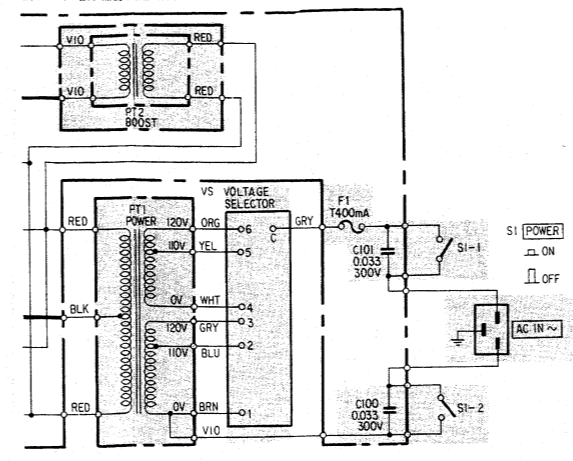 VIO
RED
VIO
RED
PT2
BOOST
VS VOLTAGE
SELECTOR
PT1
POWER
RED
120V
ORG
6
C
GRY
F1
T400mA
110V
YEL
5
C101
0.033
300V
S1-1
S1 POWER
ON
OFF
0V
WHT
4
BLK
120V
GRY
3
110V
BLU
2
AC IN ~
RED
0V
BRN
1
VIO
C100
0.033
300V
S1-2